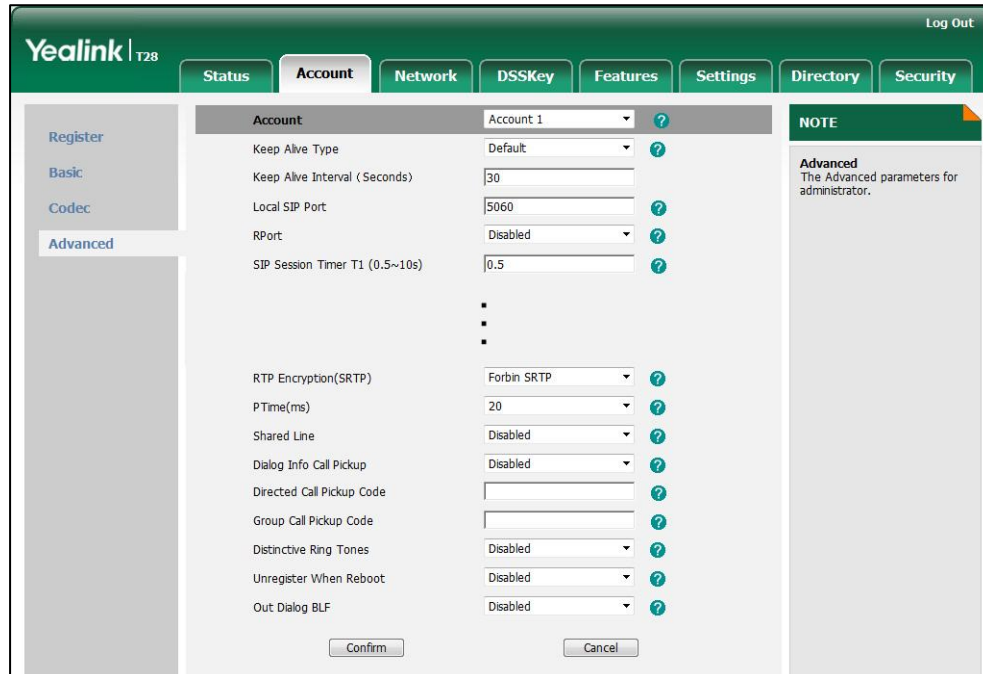 Log Out
Yealink | T28
Status Account Network DSSKey Features Settings Directory Security
Register
Basic
Codec
Advanced
Account Account 1 ?
Keep Alive Type Default ?
Keep Alive Interval (Seconds) 30
Local SIP Port 5060 ?
RPort Disabled ?
SIP Session Timer T1 (0.5~10s) 0.5 ?
RTP Encryption(SRTP) Forbin SRTP ?
PTime(ms) 20 ?
Shared Line Disabled ?
Dialog Info Call Pickup Disabled ?
Directed Call Pickup Code ?
Group Call Pickup Code ?
Distinctive Ring Tones Disabled ?
Unregister When Reboot Disabled ?
Out Dialog BLF Disabled ?
Confirm Cancel
NOTE
Advanced
The Advanced parameters for
administrator.